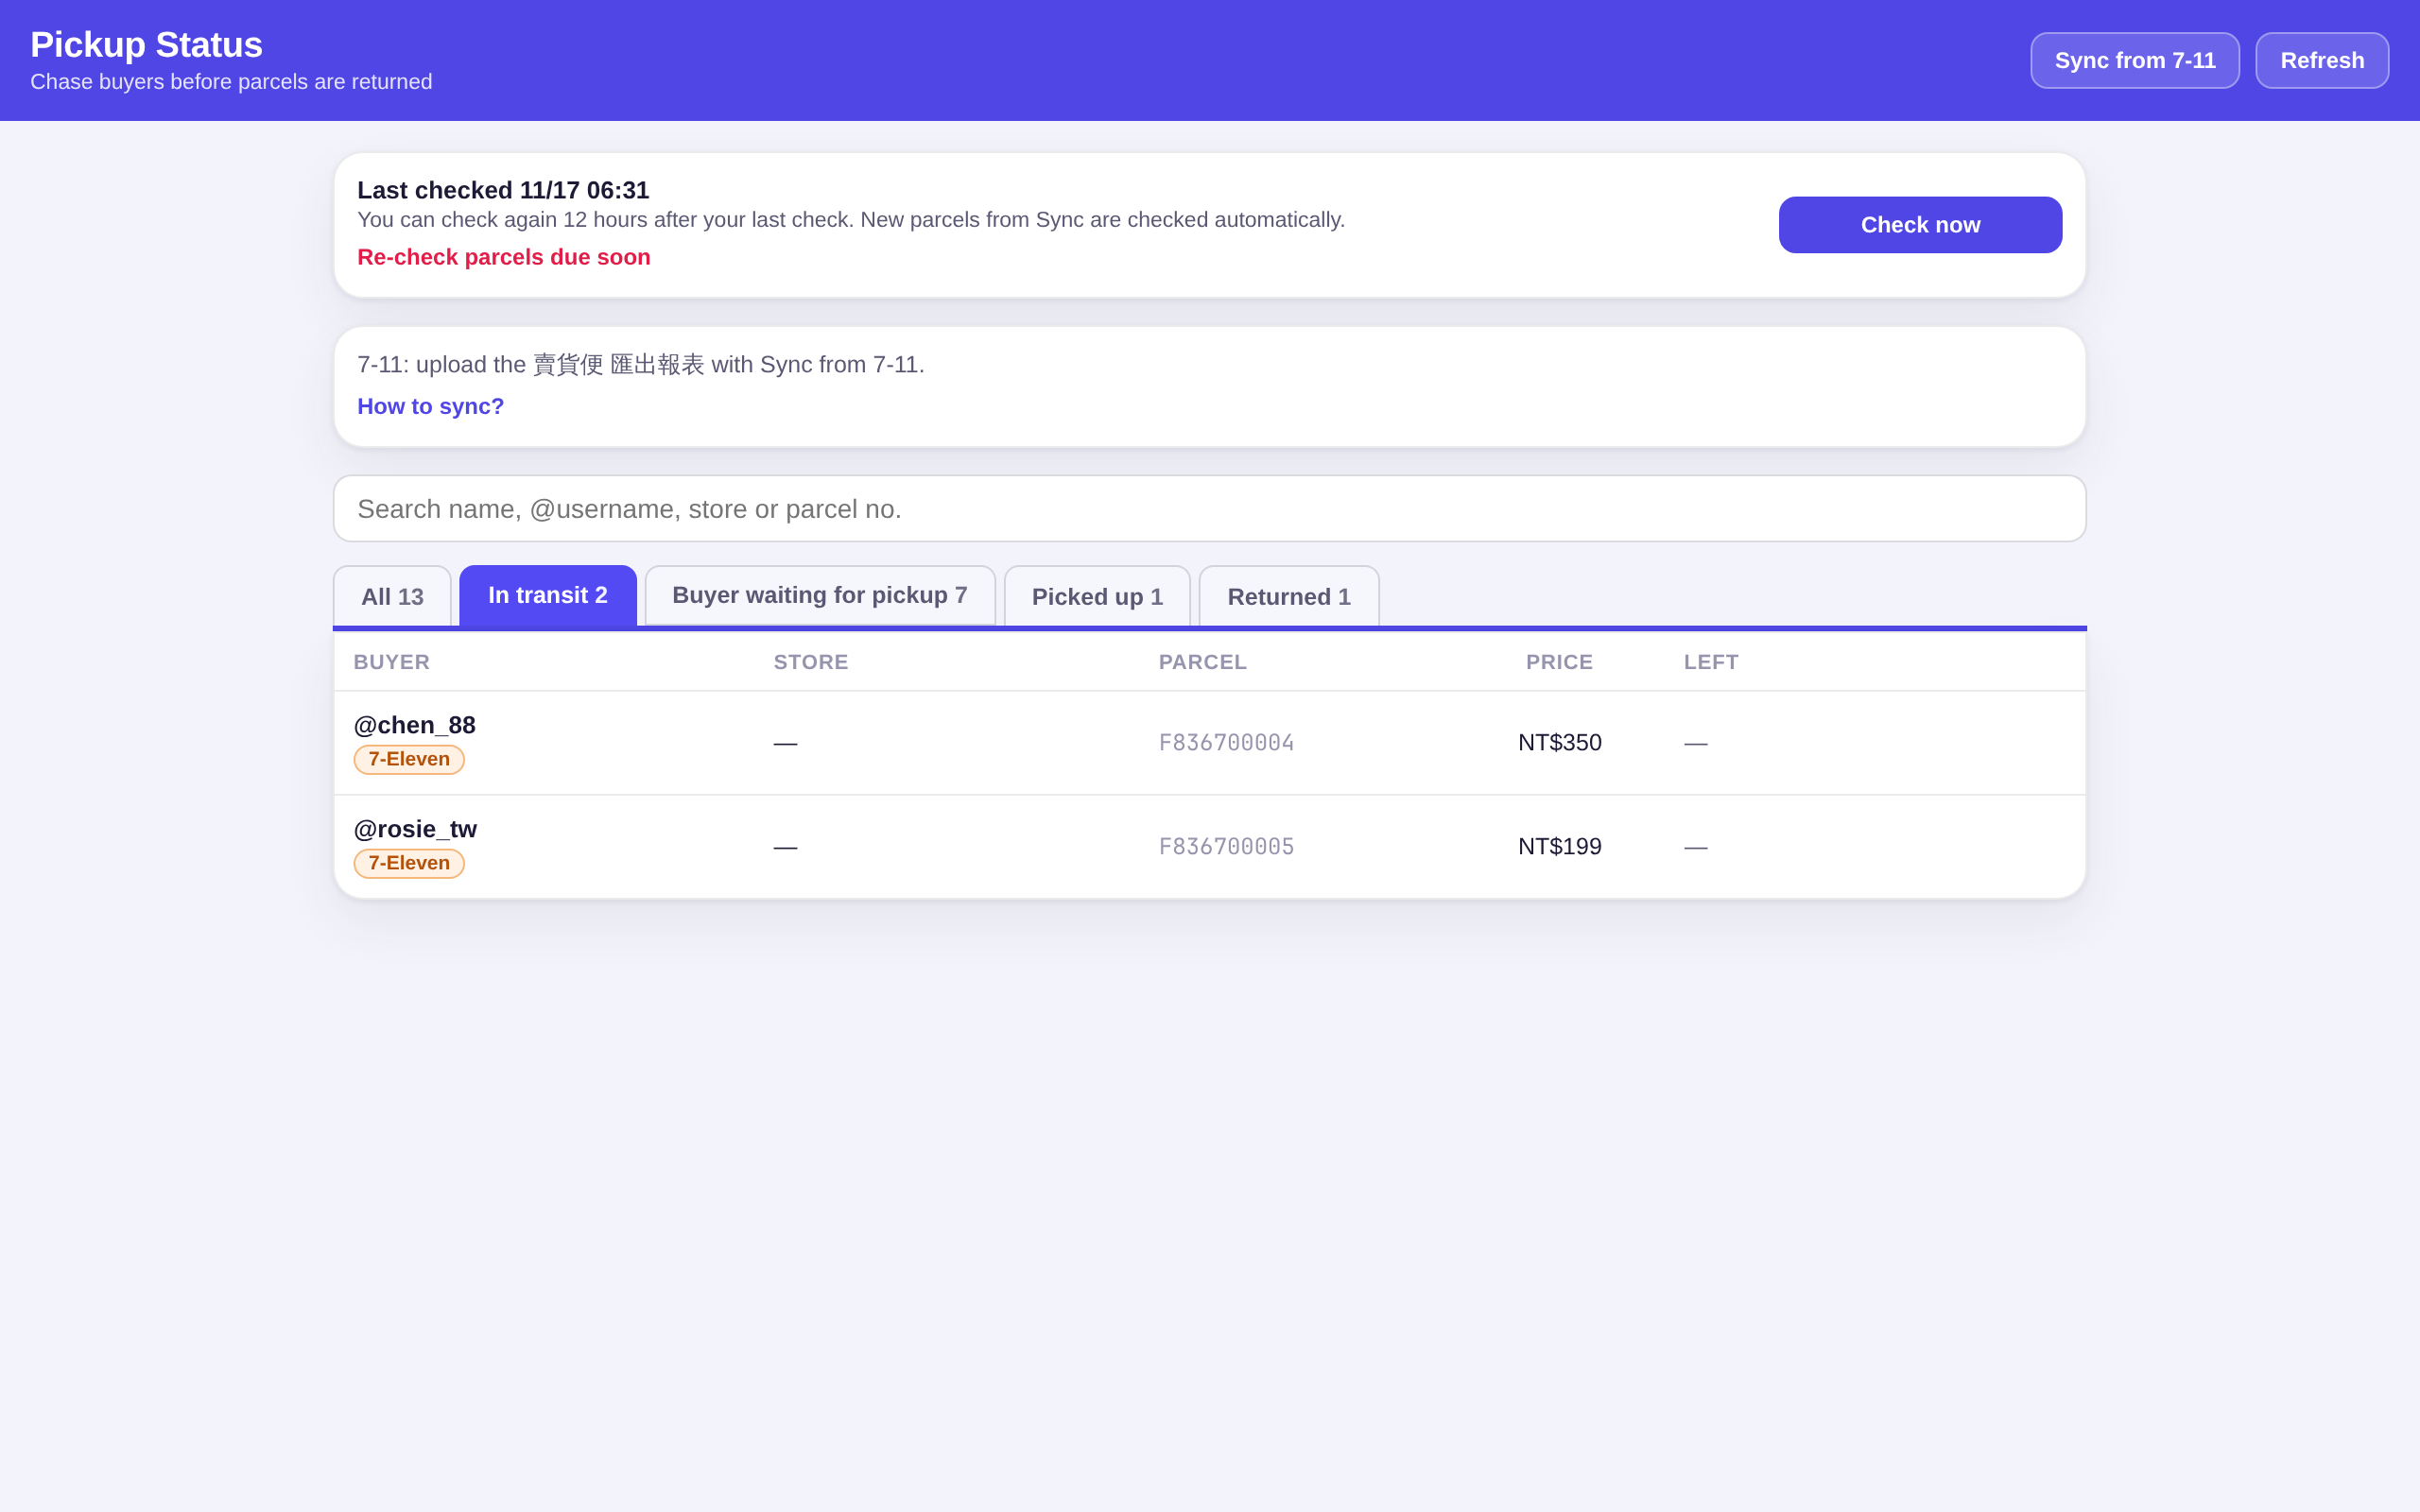 Pickup Status
Chase buyers before parcels are returned
Sync from 7-11
Refresh
Last checked 11/17 06:31
You can check again 12 hours after your last check. New parcels from Sync are checked automatically.
Re-check parcels due soon
Check now
7-11: upload the 賣貨便 匯出報表 with Sync from 7-11.
How to sync?
Search name, @username, store or parcel no.
All 13
In transit 2
Buyer waiting for pickup 7
Picked up 1
Returned 1
BUYER STORE PARCEL PRICE LEFT
@chen_88
7-Eleven
— F836700004 NT$350 —
@rosie_tw
7-Eleven
— F836700005 NT$199 —